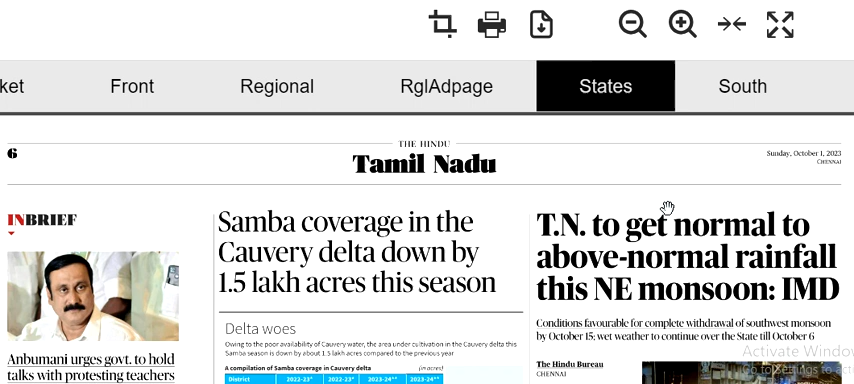 ket Front Regional RglAdpage States South
6
THE HINDU
Tamil Nadu
Sunday, October 1, 2023
CHENNAI
INBRIEF
Anbumani urges govt. to hold
talks with protesting teachers
Samba coverage in the
Cauvery delta down by
1.5 lakh acres this season
Delta woes
Owing to the poor availability of Cauvery water, the area under cultivation in the Cauvery delta this
Samba season is down by about 1.5 lakh acres compared to the previous year
A compilation of Samba coverage in Cauvery delta (in acres)
District 2022-23* 2022-23^ 2023-24** 2023-24^^
T.N. to get normal to
above-normal rainfall
this NE monsoon: IMD
Conditions favourable for complete withdrawal of southwest monsoon
by October 15; wet weather to continue over the State till October 6
The Hindu Bureau
CHENNAI
Activate Window
Go to Settings to act